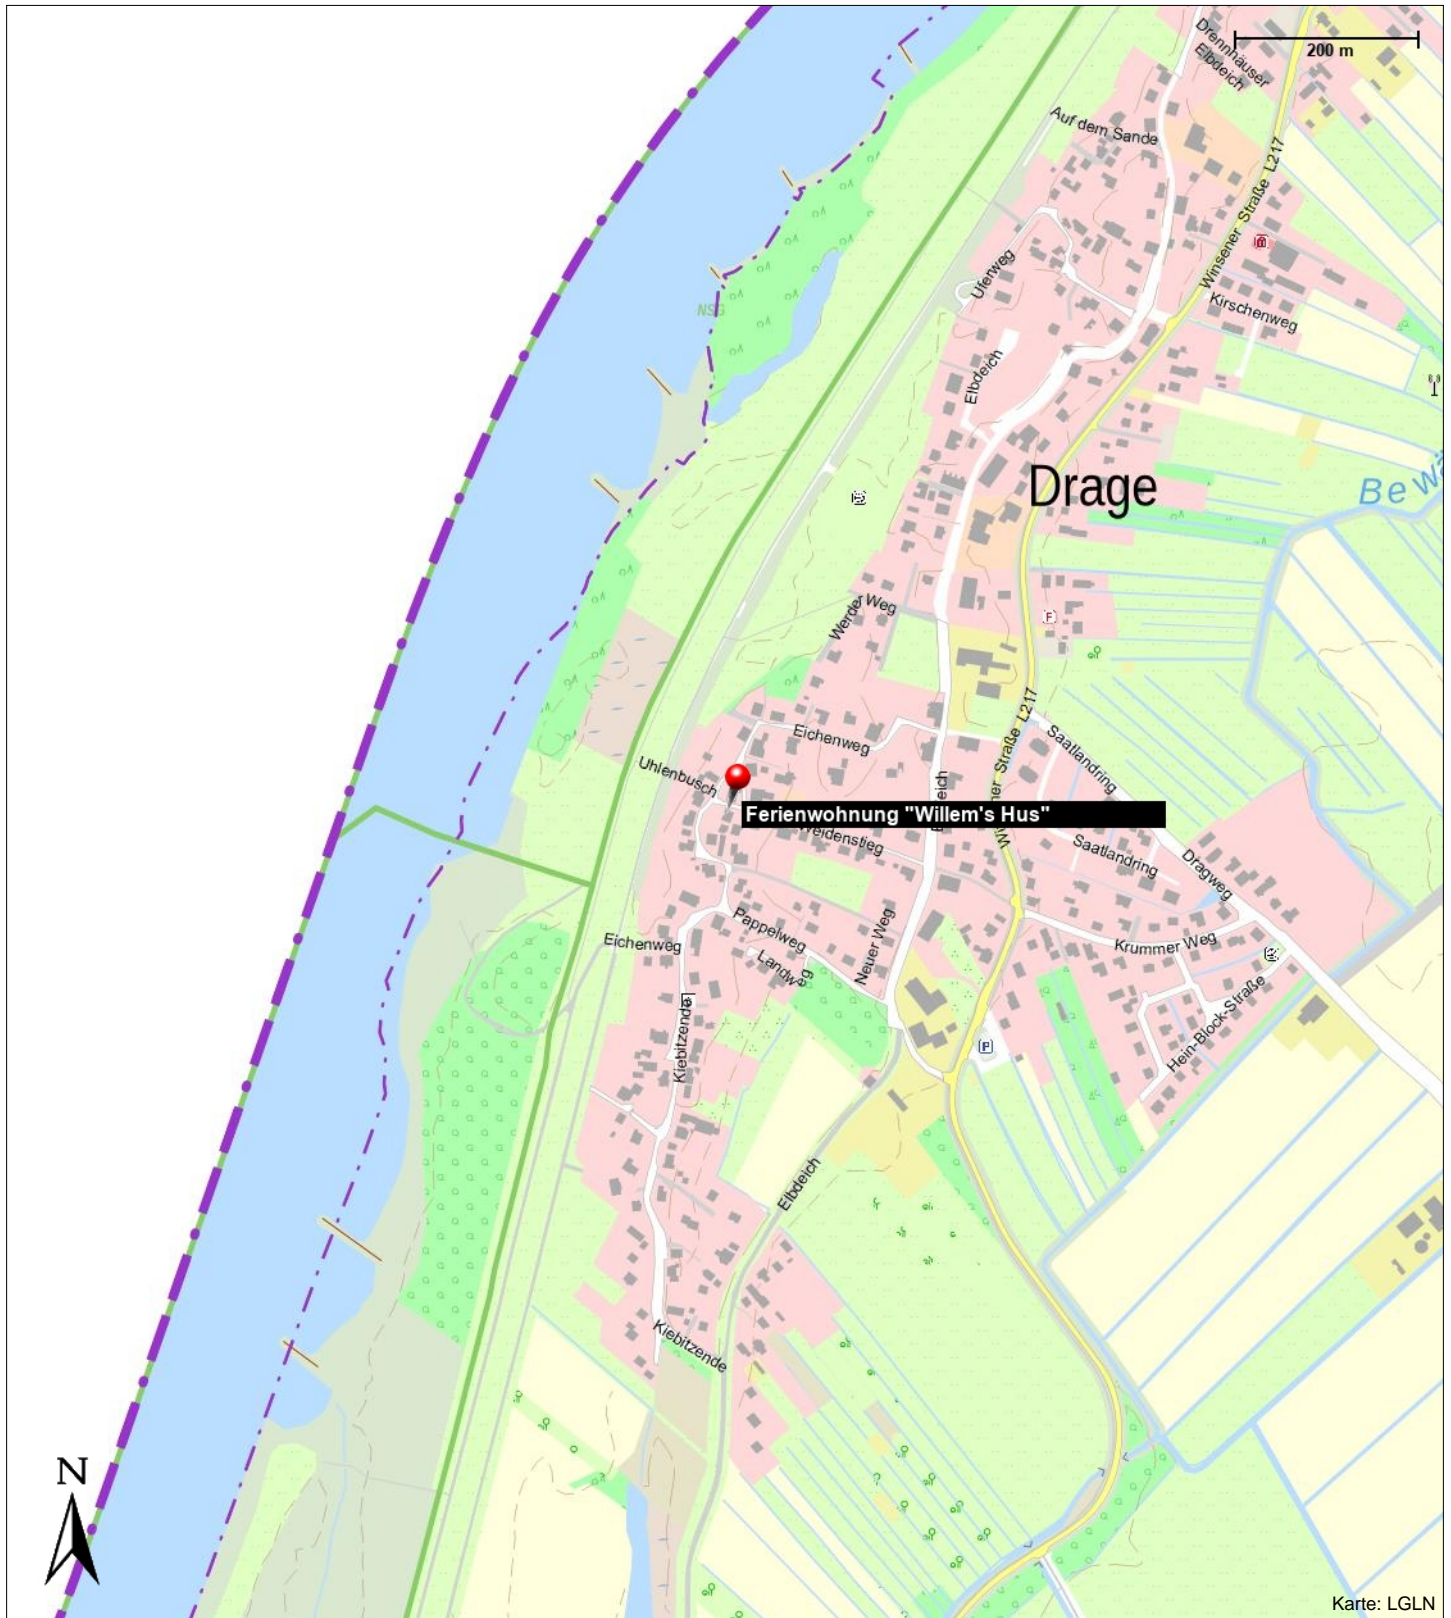 Drennhäuser
Elbdeich
200 m
Auf dem Sande
Winsener Straße L217
Uferweg
Kirschenweg
NSG
Elbdeich
Drage
Werder Weg
F
Eichenweg
Saatlandring
Uhlenbusch
Ferienwohnung "Willem's Hus"
Weidenstieg
Saatlandring
Dragweg
Pappelweg
Neuer Weg
Krummer Weg
Eichenweg
Landweg
Hein-Block-Straße
Kiebitzende
P
Elbdeich
Kiebitzende
N
Karte: LGLN